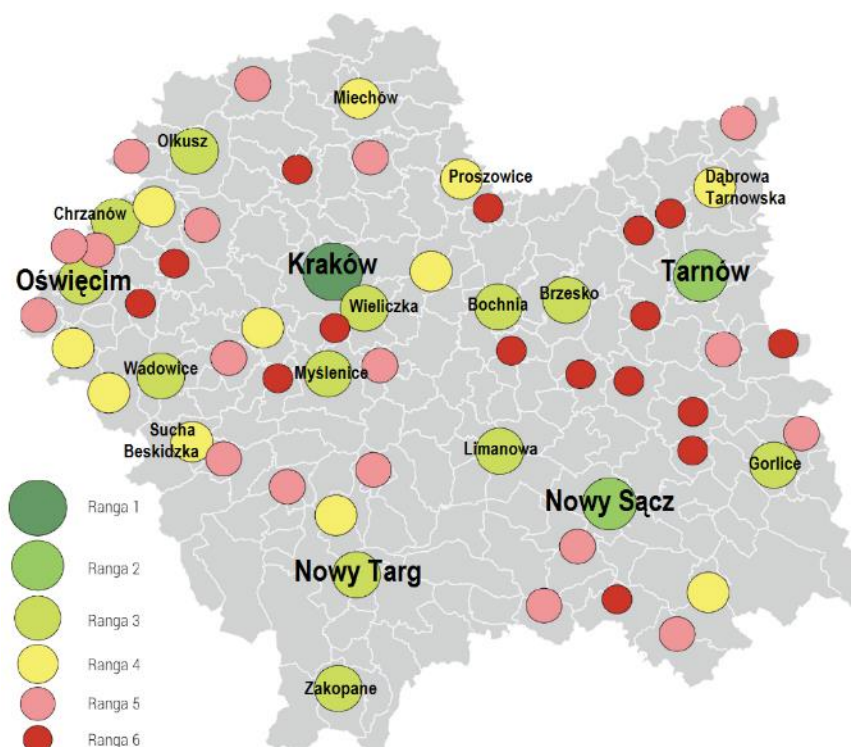 Miechów
Olkusz
Proszowice
Dąbrowa
Tarnowska
Chrzanów
Kraków
Tarnów
Oświęcim
Wieliczka
Bochnia
Brzesko
Wadowice
Myślenice
Sucha
Beskidzka
Limanowa
Gorlice
Nowy Sącz
Nowy Targ
Zakopane
Ranga 1
Ranga 2
Ranga 3
Ranga 4
Ranga 5
Ranga 6